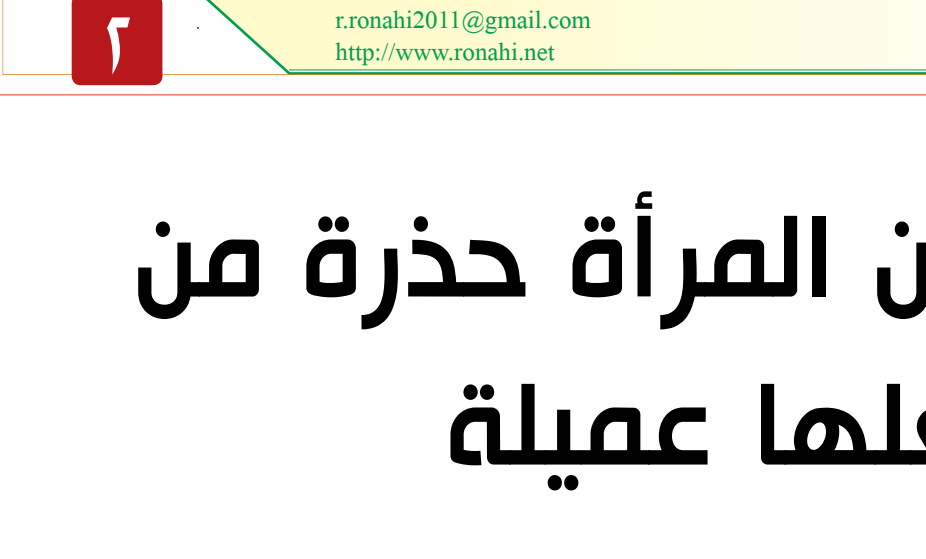 ٢
r.ronahi2011@gmail.com
http://www.ronahi.net
المرأة حذرة من
عميلة